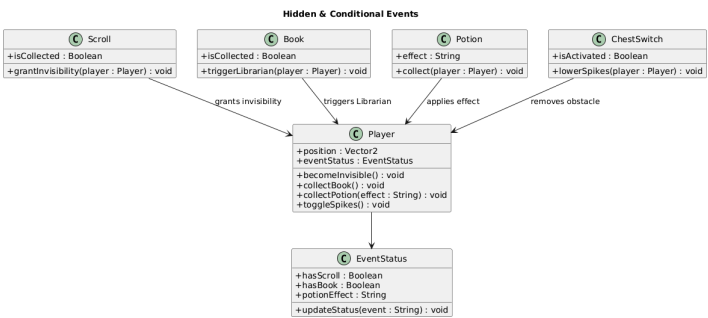 Hidden & Conditional Events
C Scroll
+isCollected : Boolean
+grantInvisibility(player : Player) : void
C Book
+isCollected : Boolean
+triggerLibrarian(player : Player) : void
C Potion
+effect : String
+collect(player : Player) : void
C ChestSwitch
+isActivated : Boolean
+lowerSpikes(player : Player) : void
grants invisibility
triggers Librarian
applies effect
removes obstacle
C Player
+position : Vector2
+eventStatus : EventStatus
+becomeInvisible() : void
+collectBook() : void
+collectPotion(effect : String) : void
+toggleSpikes() : void
C EventStatus
+hasScroll : Boolean
+hasBook : Boolean
+potionEffect : String
+updateStatus(event : String) : void